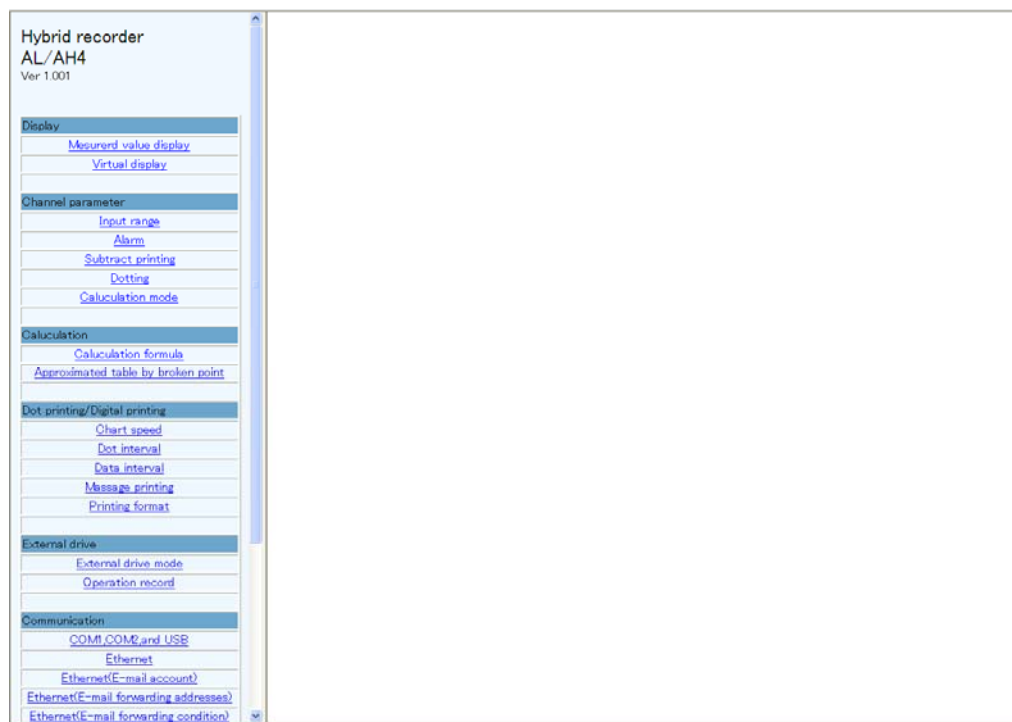 Hybrid recorder
AL/AH4
Ver 1.001
Display
Mesurerd value display
Virtual display
Channel parameter
Input range
Alarm
Subtract printing
Dotting
Caluculation mode
Caluculation
Caluculation formula
Approximated table by broken point
Dot printing/Digital printing
Chart speed
Dot interval
Data interval
Massage printing
Printing format
External drive
External drive mode
Operation record
Communication
COM1,COM2,and USB
Ethernet
Ethernet(E-mail account)
Ethernet(E-mail forwarding addresses)
Ethernet(E-mail forwarding condition)